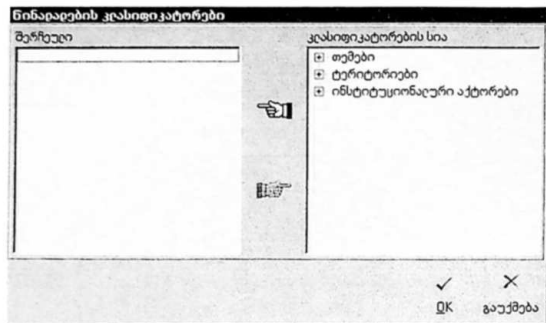 წინადადების კლასიფიკატორები
შერჩეული
კლასიფიკატორების სია
თემები
ტერიტორიები
ინსტიტუციონალური აქტორები
OK
გაუქმება